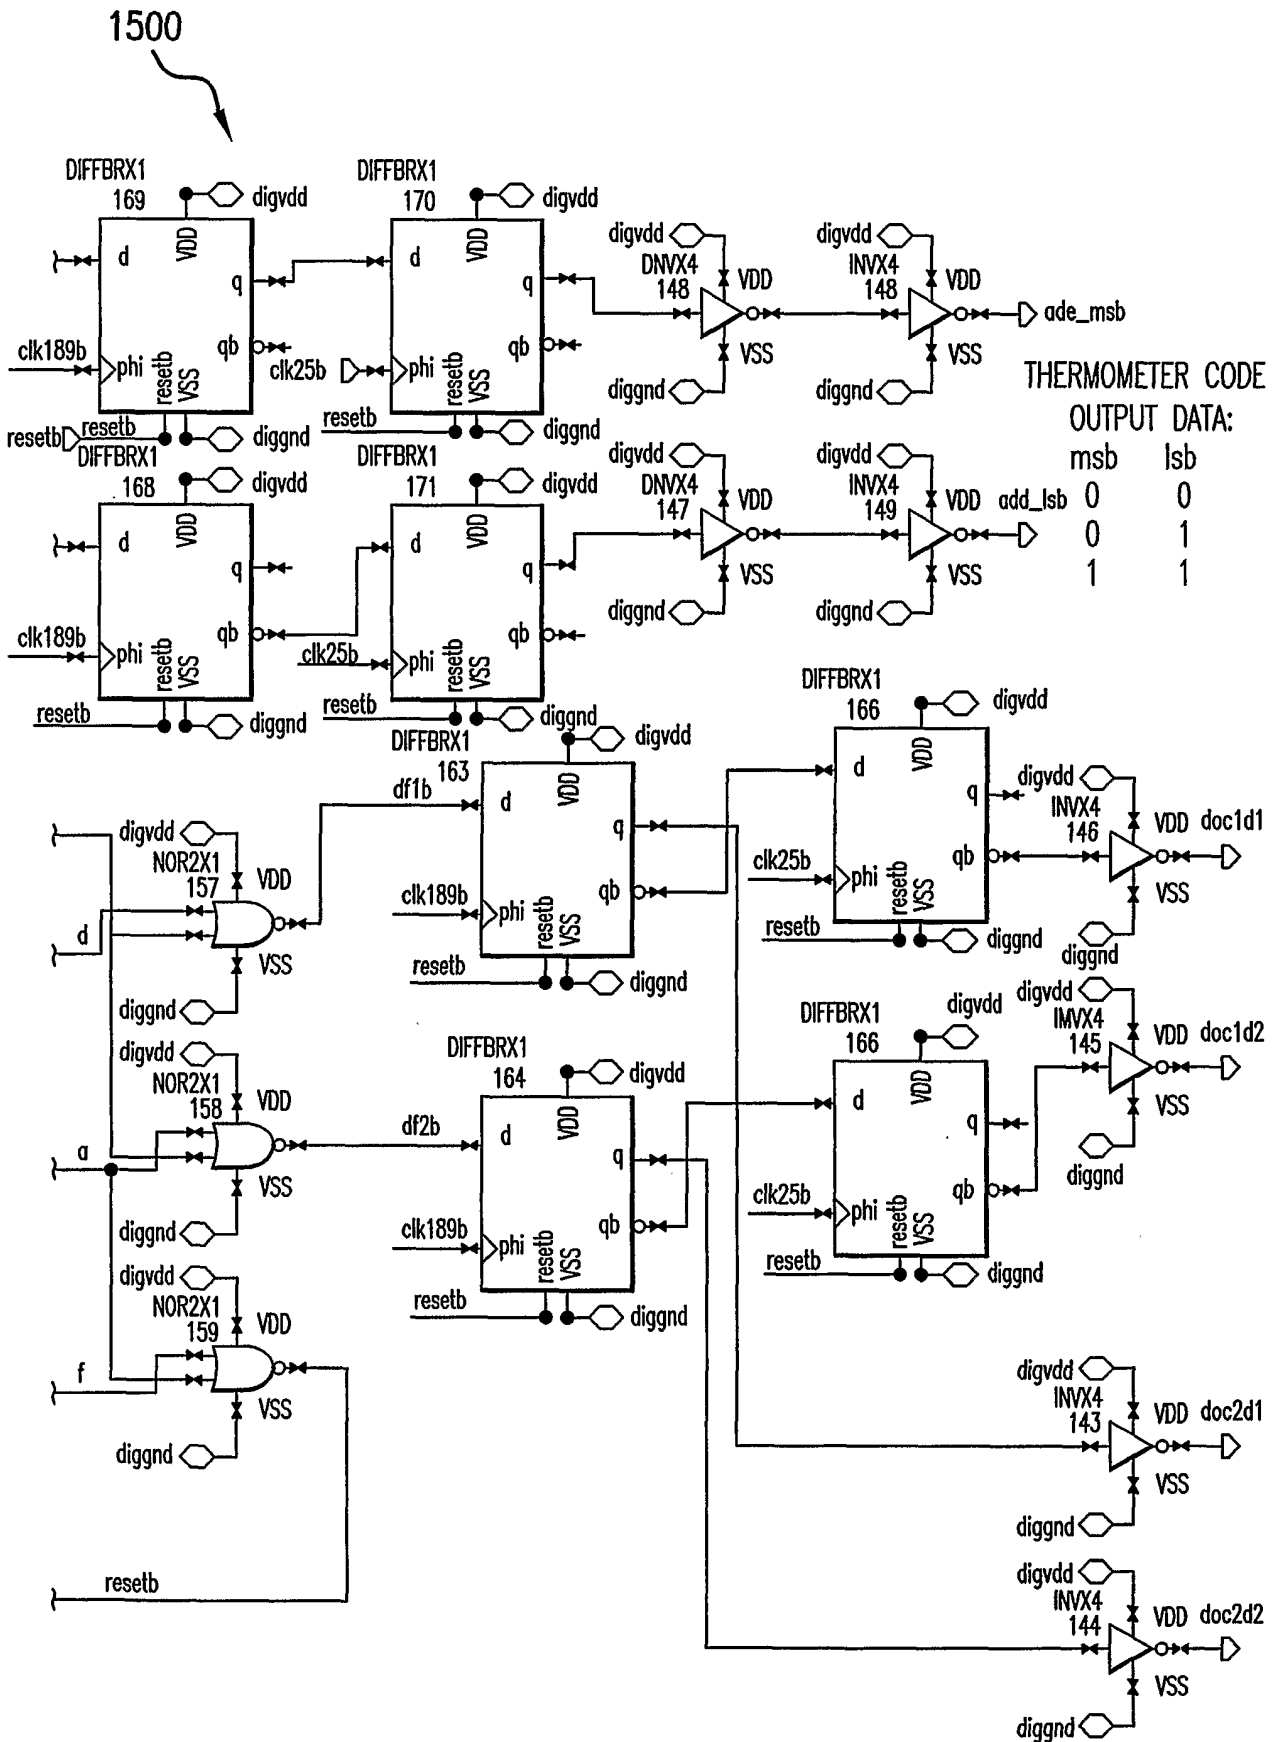 1500
DIFFBRX1
169
digvdd
VDD
d
q
qb
clk189b
phi
resetb
VSS
resetb
resetb
diggnd
DIFFBRX1
170
digvdd
VDD
d
q
qb
clk25b
phi
resetb
VSS
resetb
diggnd
digvdd
DNVX4
148
VDD
VSS
diggnd
digvdd
INVX4
148
VDD
VSS
diggnd
ade_msb
THERMOMETER CODE
OUTPUT DATA:
msb lsb
0 0
0 1
1 1
DIFFBRX1
168
digvdd
VDD
d
q
qb
clk189b
phi
resetb
VSS
resetb
diggnd
DIFFBRX1
171
digvdd
VDD
d
q
qb
clk25b
phi
resetb
VSS
resetb
diggnd
digvdd
DNVX4
147
VDD
VSS
diggnd
digvdd
INVX4
149
VDD
VSS
diggnd
add_lsb
digvdd
NOR2X1
157
VDD
d
VSS
diggnd
df1b
DIFFBRX1
163
digvdd
VDD
d
q
qb
clk189b
phi
resetb
VSS
resetb
diggnd
DIFFBRX1
166
digvdd
VDD
d
q
qb
clk25b
phi
resetb
VSS
resetb
diggnd
digvdd
INVX4
146
VDD
doc1d1
VSS
diggnd
digvdd
NOR2X1
158
VDD
a
VSS
diggnd
df2b
DIFFBRX1
164
digvdd
VDD
d
q
qb
clk189b
phi
resetb
VSS
resetb
diggnd
DIFFBRX1
166
digvdd
VDD
d
q
qb
clk25b
phi
resetb
VSS
resetb
diggnd
digvdd
IMVX4
145
VDD
doc1d2
VSS
diggnd
digvdd
NOR2X1
159
VDD
f
VSS
diggnd
resetb
digvdd
INVX4
143
VDD
doc2d1
VSS
diggnd
digvdd
INVX4
144
VDD
doc2d2
VSS
diggnd